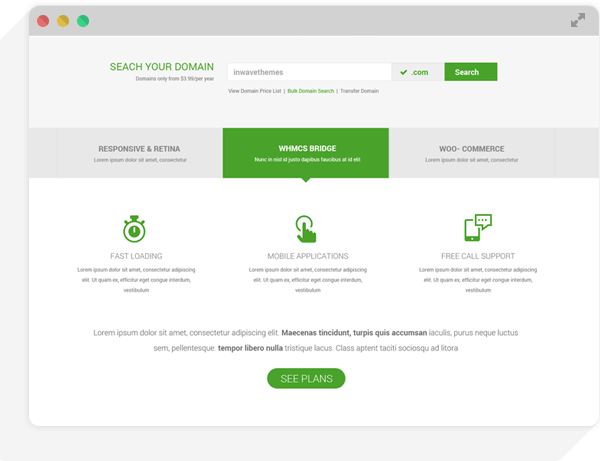 SEACH YOUR DOMAIN
Domains only from $3.99/per year
inwavethemes
.com
Search
View Domain Price List | Bulk Domain Search | Transfer Domain
RESPONSIVE & RETINA
Lorem ipsum dolor sit amet, consectetur
WHMCS BRIDGE
Nunc in nisl id justo dapibus faucibus at id elit
WOO- COMMERCE
Lorem ipsum dolor sit amet, consectetur
FAST LOADING
Lorem ipsum dolor sit amet, consectetur adipiscing
elit. Ut quam ex, efficitur eget congue interdum,
vestibulum
MOBILE APPLICATIONS
Lorem ipsum dolor sit amet, consectetur adipiscing
elit. Ut quam ex, efficitur eget congue interdum,
vestibulum
FREE CALL SUPPORT
Lorem ipsum dolor sit amet, consectetur adipiscing
elit. Ut quam ex, efficitur eget congue interdum,
vestibulum
Lorem ipsum dolor sit amet, consectetur adipiscing elit. Maecenas tincidunt, turpis quis accumsan iaculis, purus neque luctus
sem, pellentesque. tempor libero nulla tristique lacus. Class aptent taciti sociosqu ad litora
SEE PLANS